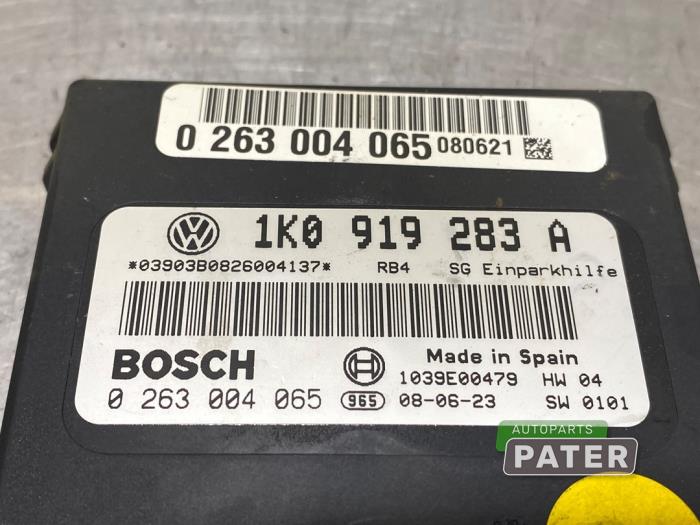 0 263 004 065 080621
1K0 919 283 A
*03903B0826004137* RB4 SG Einparkhilfe
BOSCH
Made in Spain
1039E00479 HW 04
0 263 004 065 965 08-06-23 SW 0101
AUTOPARTS
PATER